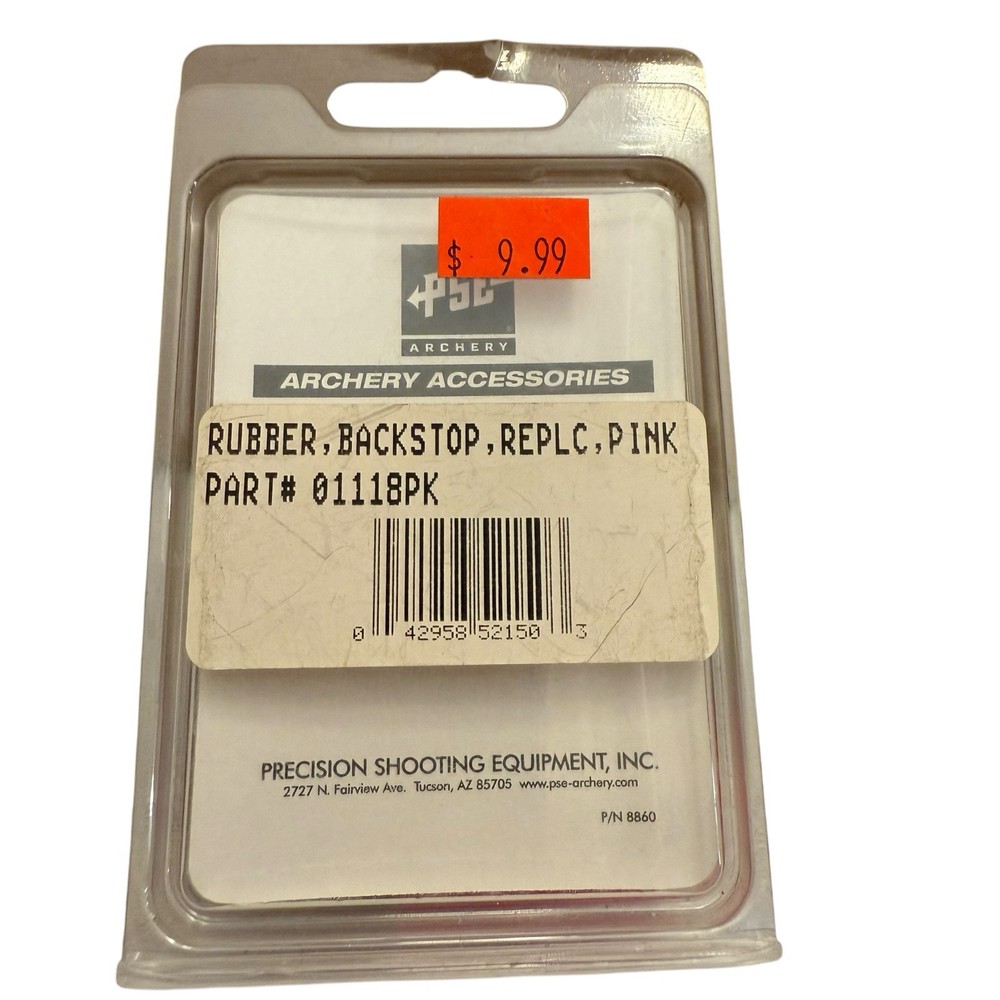 $ 9.99
PSE
ARCHERY
ARCHERY ACCESSORIES
RUBBER,BACKSTOP,REPLC,PINK
PART# 01118PK
0 42958 52150 3
PRECISION SHOOTING EQUIPMENT, INC.
2727 N. Fairview Ave. Tucson, AZ 85705 www.pse-archery.com
P/N 8860